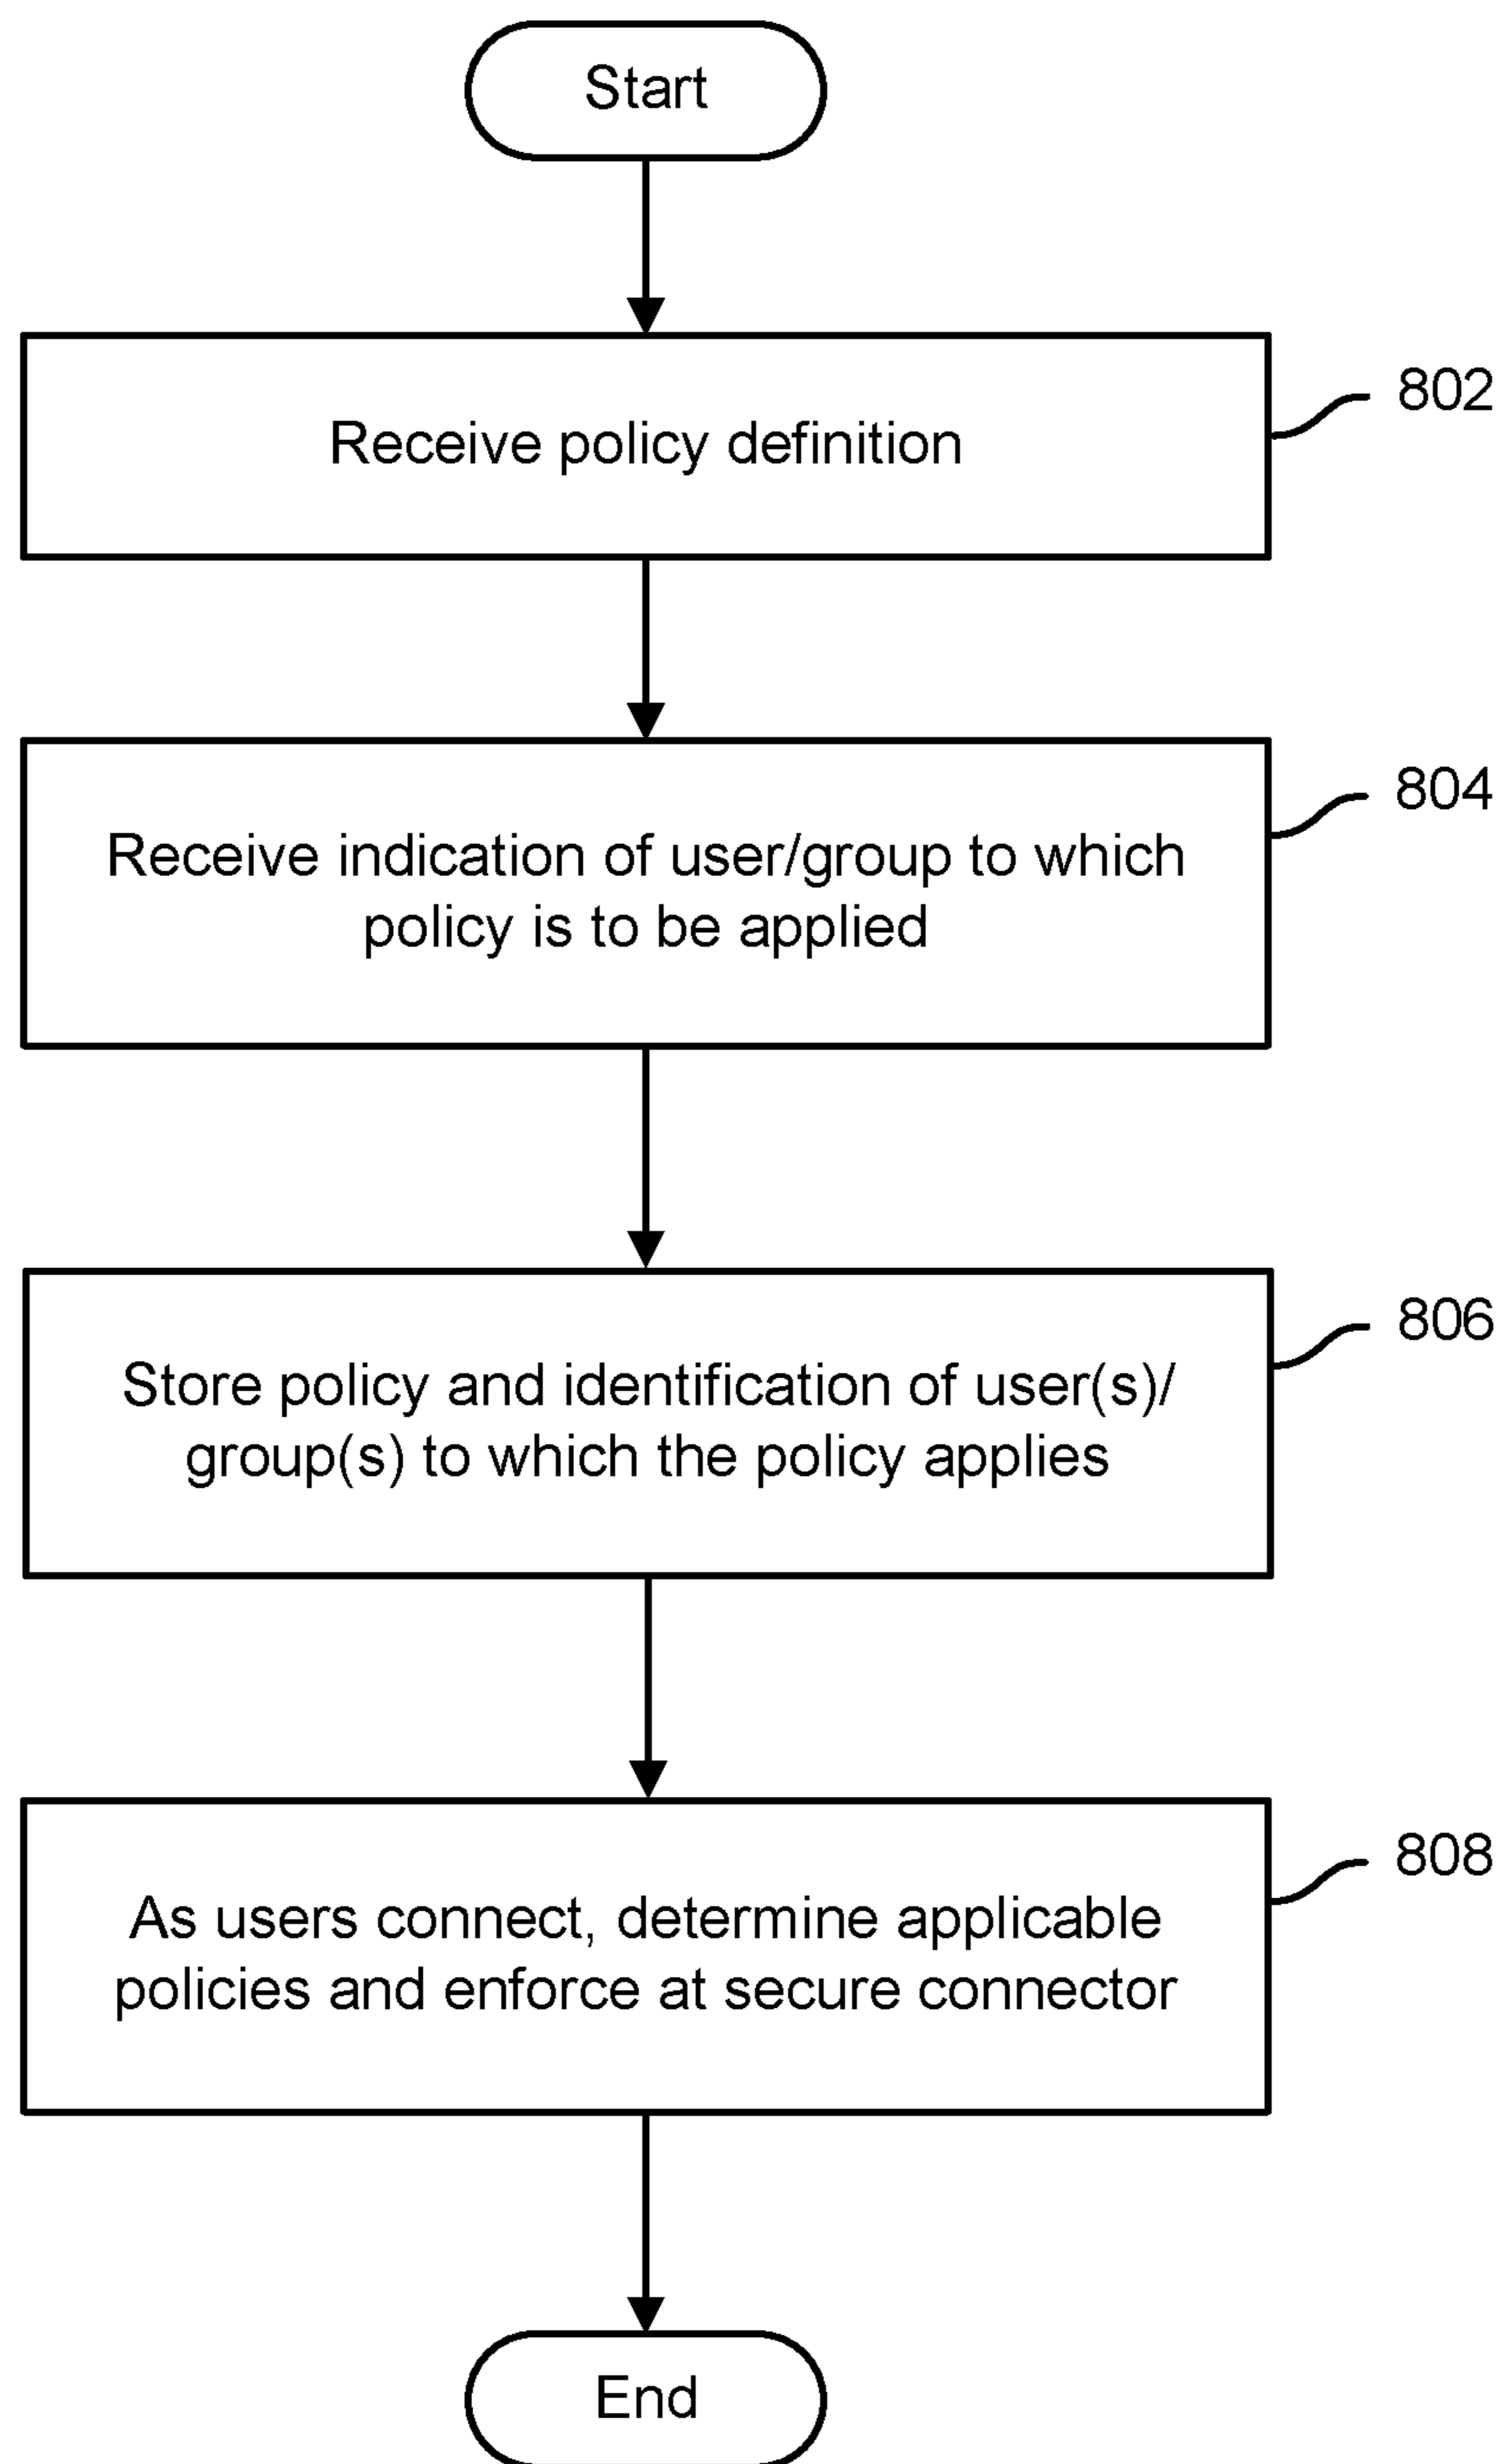 Start
802
Receive policy definition
804
Receive indication of user/group to which
policy is to be applied
806
Store policy and identification of user(s)/
group(s) to which the policy applies
808
As users connect, determine applicable
policies and enforce at secure connector
End